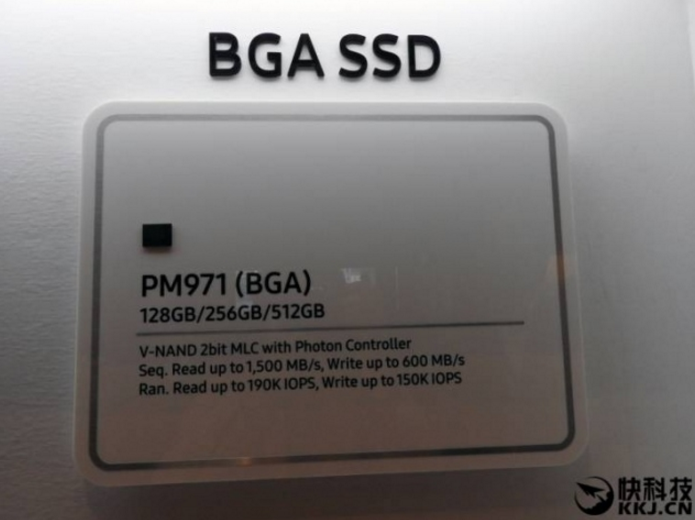 BGA SSD
PM971 (BGA)
128GB/256GB/512GB
V-NAND 2bit MLC with Photon Controller
Seq. Read up to 1,500 MB/s, Write up to 600 MB/s
Ran. Read up to 190K IOPS, Write up to 150K IOPS
快科技
KKJ.CN